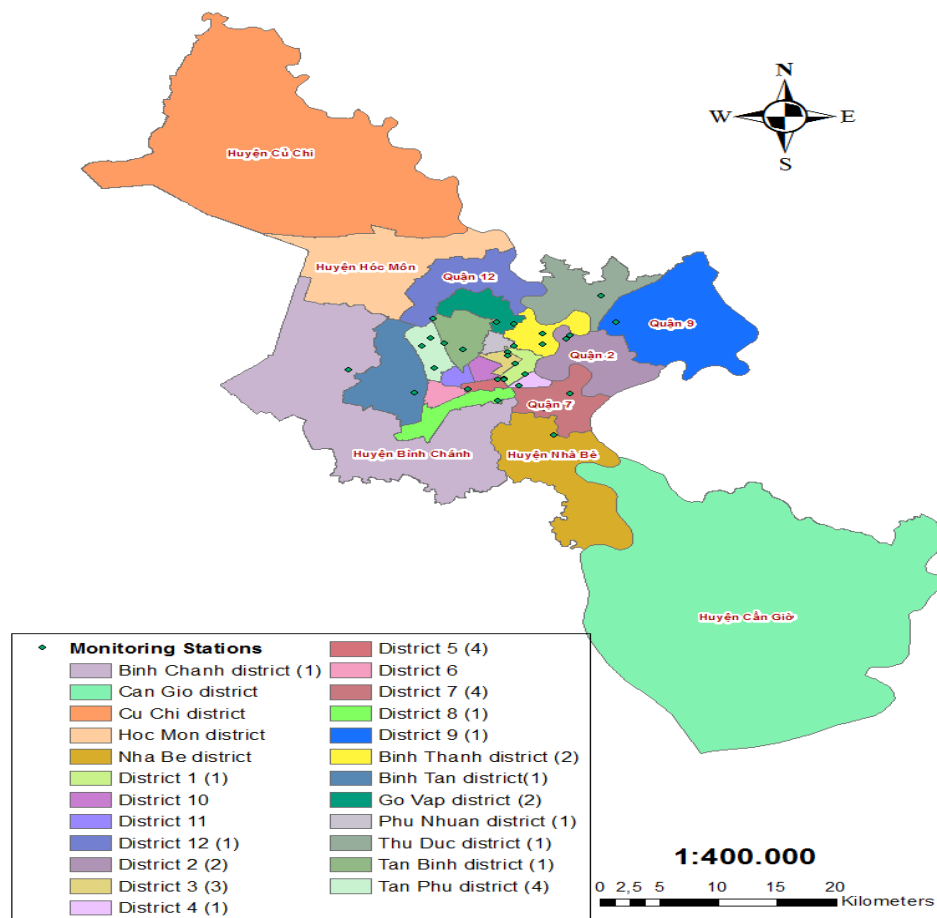 N
W E
S
Huyện Củ Chi
Huyện Hóc Môn
Quận 12
Quận 9
Quận 2
Quận 7
Huyện Bình Chánh
Huyện Nhà Bè
Huyện Cần Giờ
Monitoring Stations
Binh Chanh district (1)
Can Gio district
Cu Chi district
Hoc Mon district
Nha Be district
District 1 (1)
District 10
District 11
District 12 (1)
District 2 (2)
District 3 (3)
District 4 (1)
District 5 (4)
District 6
District 7 (4)
District 8 (1)
District 9 (1)
Binh Thanh district (2)
Binh Tan district(1)
Go Vap district (2)
Phu Nhuan district (1)
Thu Duc district (1)
Tan Binh district (1)
Tan Phu district (4)
1:400.000
0 2,5 5 10 15 20
Kilometers